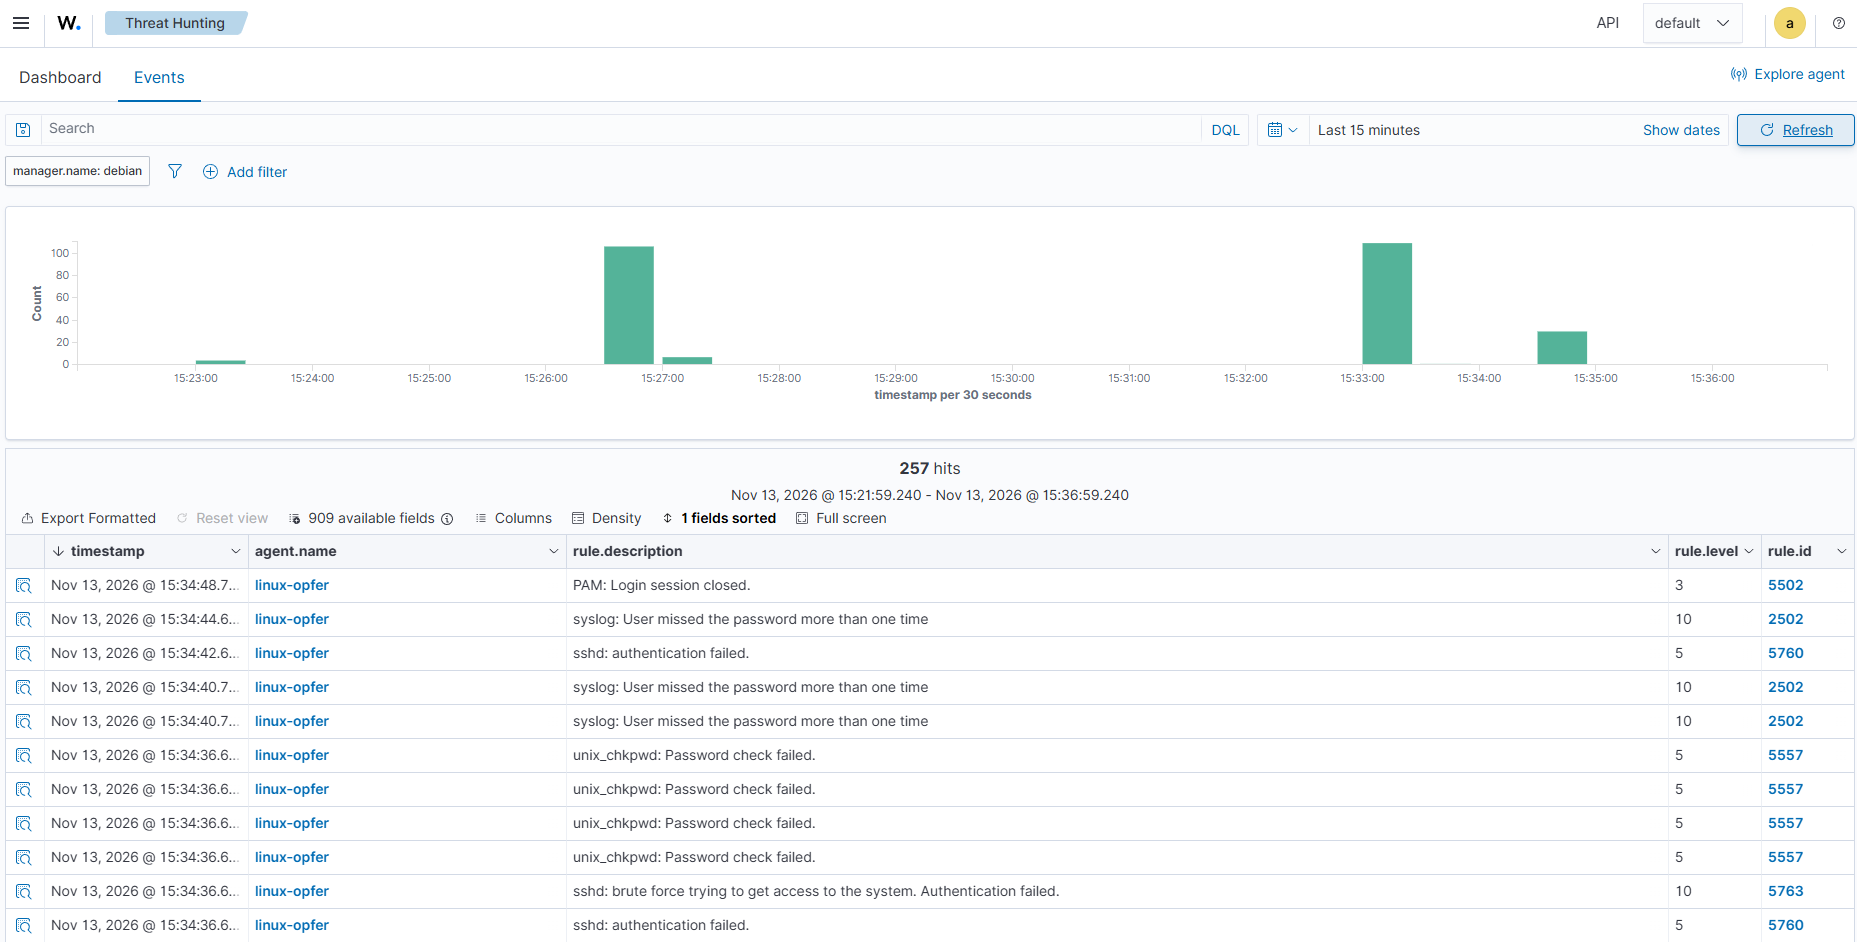 W. Threat Hunting API default a
Dashboard Events Explore agent
Search DQL Last 15 minutes Show dates Refresh
manager.name: debian Add filter
Count
100
80
60
40
20
0
15:23:00 15:24:00 15:25:00 15:26:00 15:27:00 15:28:00 15:29:00 15:30:00 15:31:00 15:32:00 15:33:00 15:34:00 15:35:00 15:36:00
timestamp per 30 seconds
257 hits
Nov 13, 2026 @ 15:21:59.240 - Nov 13, 2026 @ 15:36:59.240
Export Formatted Reset view 909 available fields Columns Density 1 fields sorted Full screen
timestamp agent.name rule.description rule.level rule.id
Nov 13, 2026 @ 15:34:48.7... linux-opfer PAM: Login session closed. 3 5502
Nov 13, 2026 @ 15:34:44.6... linux-opfer syslog: User missed the password more than one time 10 2502
Nov 13, 2026 @ 15:34:42.6... linux-opfer sshd: authentication failed. 5 5760
Nov 13, 2026 @ 15:34:40.7... linux-opfer syslog: User missed the password more than one time 10 2502
Nov 13, 2026 @ 15:34:40.7... linux-opfer syslog: User missed the password more than one time 10 2502
Nov 13, 2026 @ 15:34:36.6... linux-opfer unix_chkpwd: Password check failed. 5 5557
Nov 13, 2026 @ 15:34:36.6... linux-opfer unix_chkpwd: Password check failed. 5 5557
Nov 13, 2026 @ 15:34:36.6... linux-opfer unix_chkpwd: Password check failed. 5 5557
Nov 13, 2026 @ 15:34:36.6... linux-opfer unix_chkpwd: Password check failed. 5 5557
Nov 13, 2026 @ 15:34:36.6... linux-opfer sshd: brute force trying to get access to the system. Authentication failed. 10 5763
Nov 13, 2026 @ 15:34:36.6... linux-opfer sshd: authentication failed. 5 5760